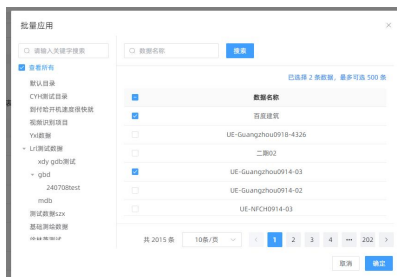 批量应用
请输入关键字搜索
查看所有
默认目录
CYH测试目录
到付哈开机速度很快就
视频识别项目
Yxl数据
Lrl测试数据
xdy gdb测试
gbd
240708test
mdb
测试数据szx
基础测绘数据
数据名称
搜索
已选择 2 条数据，最多可选 500 条
数据名称
百度建筑
UE-Guangzhou0918-4326
二期02
UE-Guangzhou0914-03
UE-Guangzhou0914-02
UE-NFCH0914-03
共 2015 条 10条/页 < 1 2 3 4 ••• 202 >
取消 确定